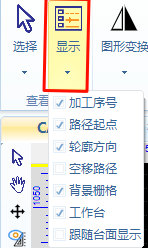 选择
显示
图形变换
查看
加工序号
路径起点
轮廓方向
空移路径
背景栅格
工作台
跟随台面显示
1050